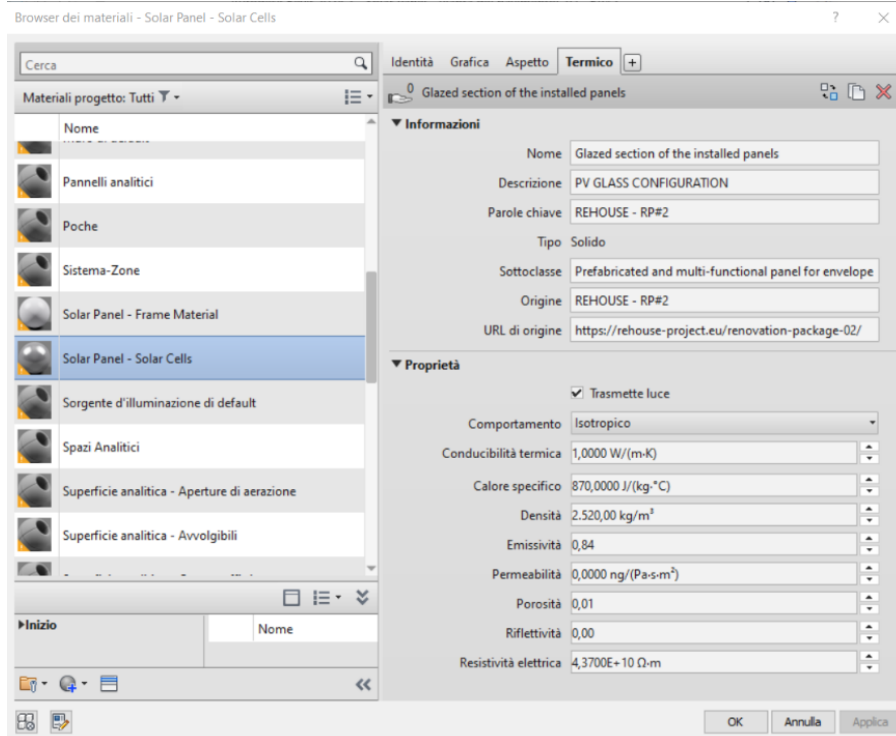 Browser dei materiali - Solar Panel - Solar Cells
?
Cerca
Materiali progetto: Tutti
Nome
Pannelli analitici
Poche
Sistema-Zone
Solar Panel - Frame Material
Solar Panel - Solar Cells
Sorgente d'illuminazione di default
Spazi Analitici
Superficie analitica - Aperture di aerazione
Superficie analitica - Avvolgibili
Inizio
Nome
Identità Grafica Aspetto Termico +
0 Glazed section of the installed panels
Informazioni
Nome Glazed section of the installed panels
Descrizione PV GLASS CONFIGURATION
Parole chiave REHOUSE - RP#2
Tipo Solido
Sottoclasse Prefabricated and multi-functional panel for envelope
Origine REHOUSE - RP#2
URL di origine https://rehouse-project.eu/renovation-package-02/
Proprietà
Trasmette luce
Comportamento Isotropico
Conducibilità termica 1,0000 W/(m·K)
Calore specifico 870,0000 J/(kg·°C)
Densità 2.520,00 kg/m³
Emissività 0,84
Permeabilità 0,0000 ng/(Pa·s·m²)
Porosità 0,01
Riflettività 0,00
Resistività elettrica 4,3700E+10 Ω·m
OK Annulla Applica